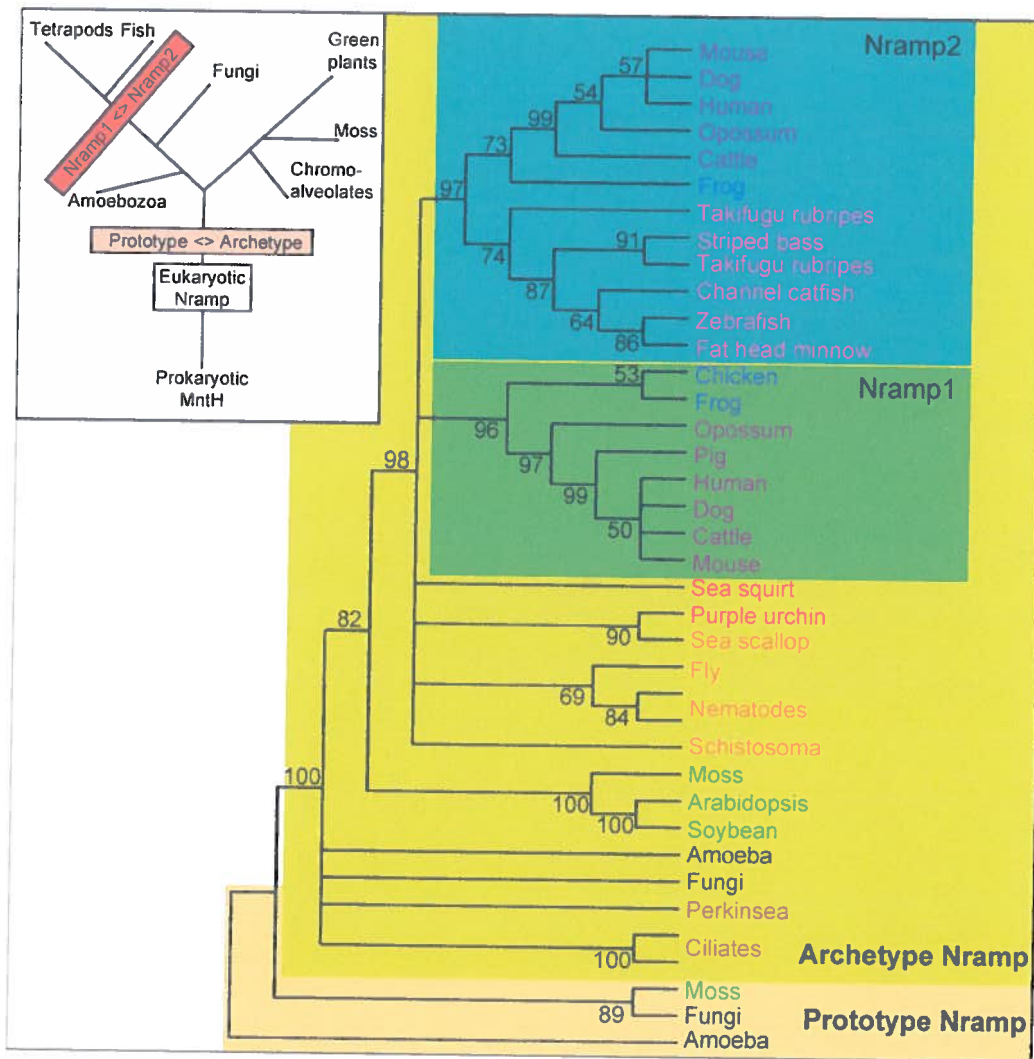 Tetrapods Fish
Fungi
Green
plants
Nramp1 <> Nramp2
Moss
Chromo-
alveolates
Amoebozoa
Prototype <> Archetype
Eukaryotic
Nramp
Prokaryotic
MntH
Nramp2
57
Mouse
Dog
Human
54
Opossum
99
Cattle
73
Frog
97
Takifugu rubripes
91
Striped bass
Takifugu rubripes
74
Channel catfish
87
Zebrafish
64
86
Fat head minnow
Nramp1
53
Chicken
Frog
96
Opossum
97
Pig
99
Human
Dog
50
Cattle
Mouse
98
Sea squirt
Purple urchin
90
Sea scallop
82
Fly
69
84
Nematodes
Schistosoma
100
Moss
100
Arabidopsis
100
Soybean
Amoeba
Fungi
Perkinsea
Ciliates
100
Archetype Nramp
Moss
89
Fungi
Prototype Nramp
Amoeba